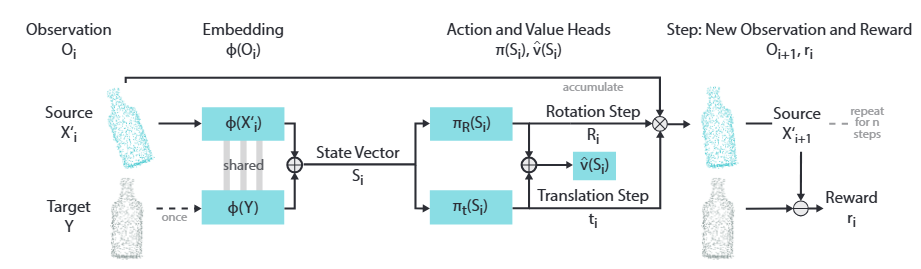 Observation
Oᵢ
Embedding
ϕ(Oᵢ)
Action and Value Heads
π(Sᵢ), v̂(Sᵢ)
Step: New Observation and Reward
Oᵢ₊₁, rᵢ
accumulate
Source
X'ᵢ
ϕ(X'ᵢ)
shared
Target
Y
once
ϕ(Y)
State Vector
Sᵢ
π_R(Sᵢ)
Rotation Step
Rᵢ
v̂(Sᵢ)
πₜ(Sᵢ)
Translation Step
tᵢ
Source
X'ᵢ₊₁
repeat
for n
steps
Reward
rᵢ